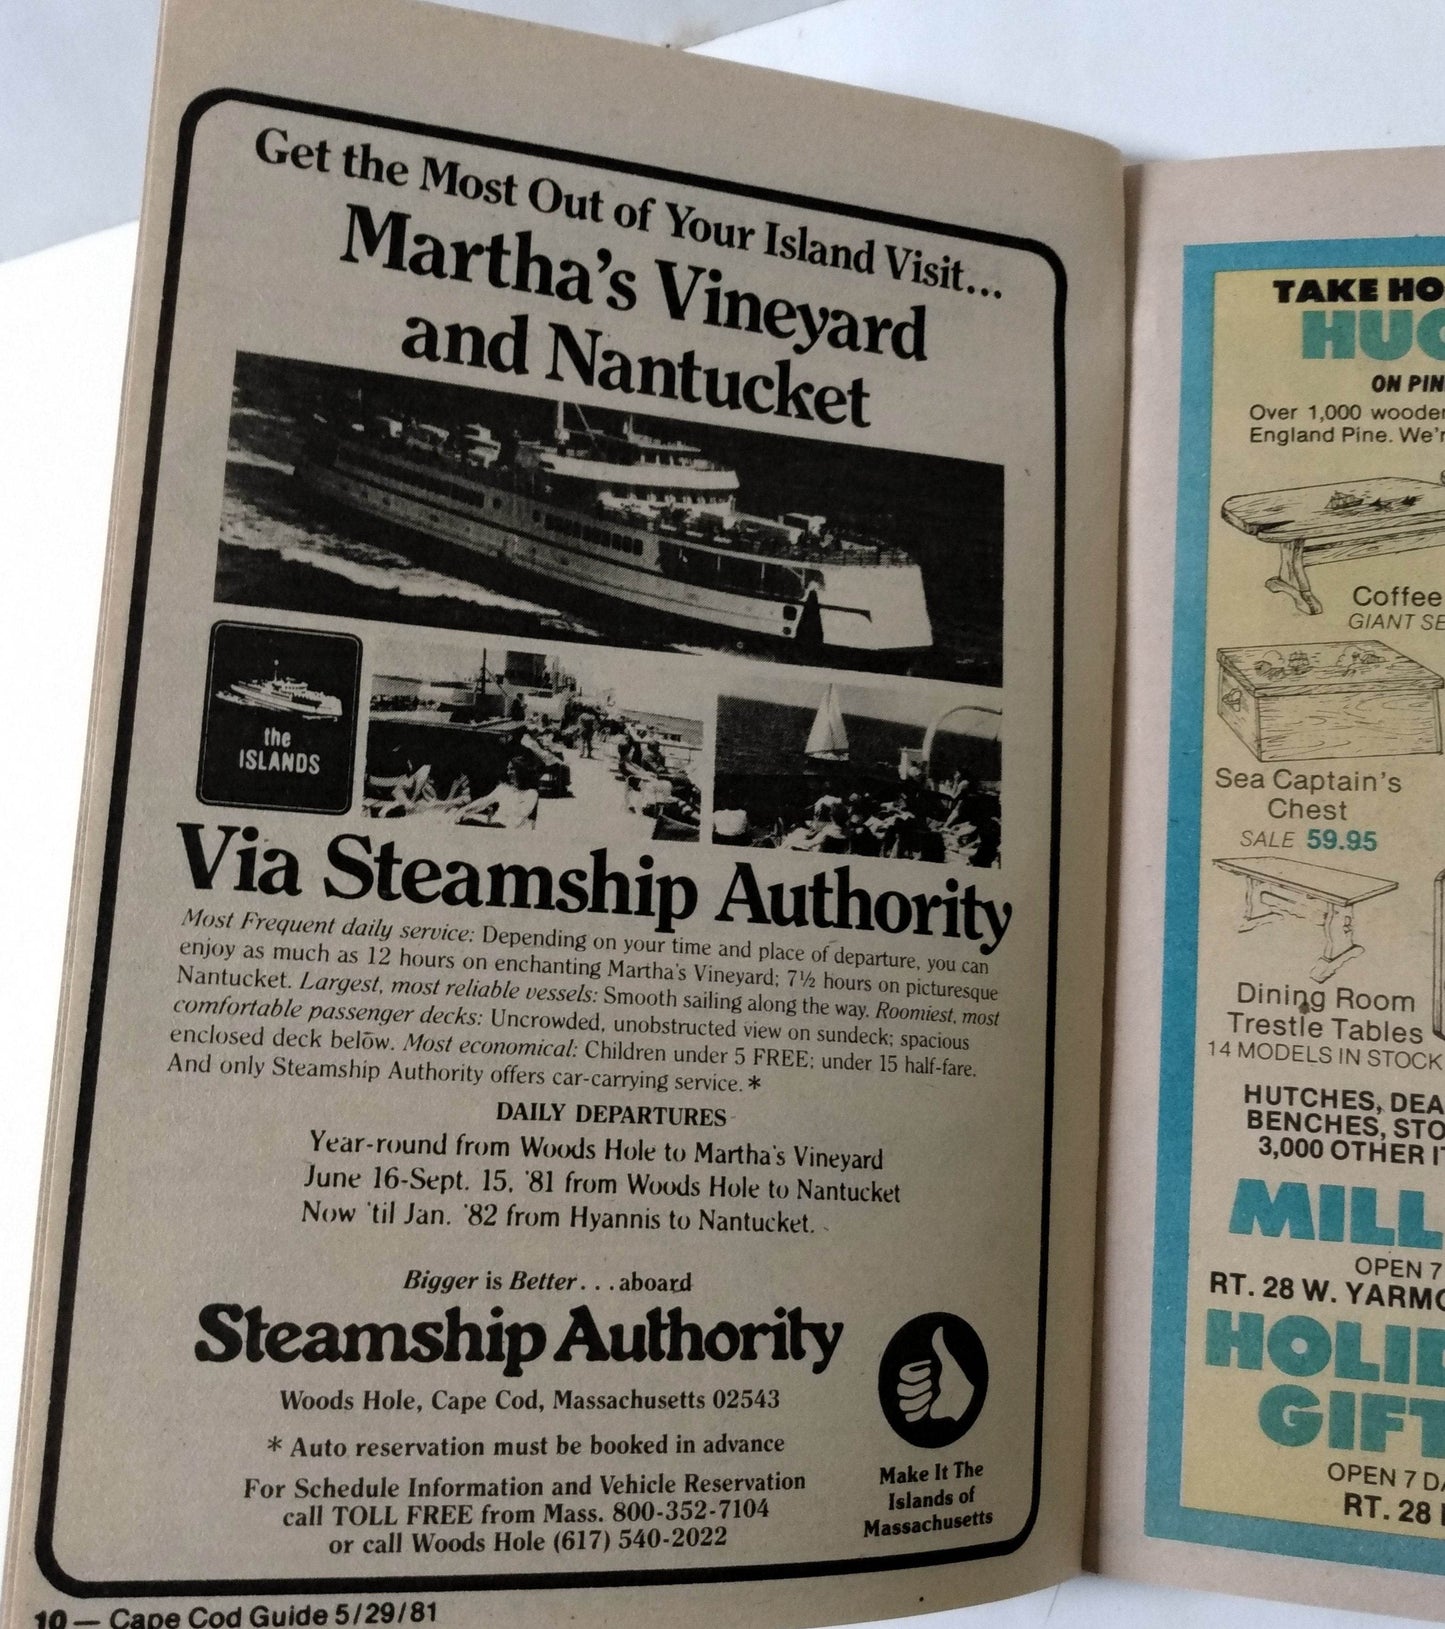 Get the Most Out of Your Island Visit...
Martha's Vineyard
and Nantucket
the
ISLANDS
Via Steamship Authority
Most Frequent daily service: Depending on your time and place of departure, you can
enjoy as much as 12 hours on enchanting Martha's Vineyard; 7½ hours on picturesque
Nantucket. Largest, most reliable vessels: Smooth sailing along the way. Roomiest, most
comfortable passenger decks: Uncrowded, unobstructed view on sundeck; spacious
enclosed deck below. Most economical: Children under 5 FREE; under 15 half-fare.
And only Steamship Authority offers car-carrying service.*
DAILY DEPARTURES
Year-round from Woods Hole to Martha's Vineyard
June 16-Sept. 15, '81 from Woods Hole to Nantucket
Now 'til Jan. '82 from Hyannis to Nantucket.
Bigger is Better...aboard
Steamship Authority
Woods Hole, Cape Cod, Massachusetts 02543
* Auto reservation must be booked in advance
For Schedule Information and Vehicle Reservation
call TOLL FREE from Mass. 800-352-7104
or call Woods Hole (617) 540-2022
Make It The
Islands of
Massachusetts
10 — Cape Cod Guide 5/29/81
TAKE HO
HUG
ON PIN
Over 1,000 wooden
England Pine. We'r
Coffee
GIANT SE
Sea Captain's
Chest
SALE 59.95
Dining Room
Trestle Tables
14 MODELS IN STOCK
HUTCHES, DEA
BENCHES, STO
3,000 OTHER IT
MILL
OPEN 7
RT. 28 W. YARMO
HOLID
GIFT
OPEN 7 DA
RT. 28